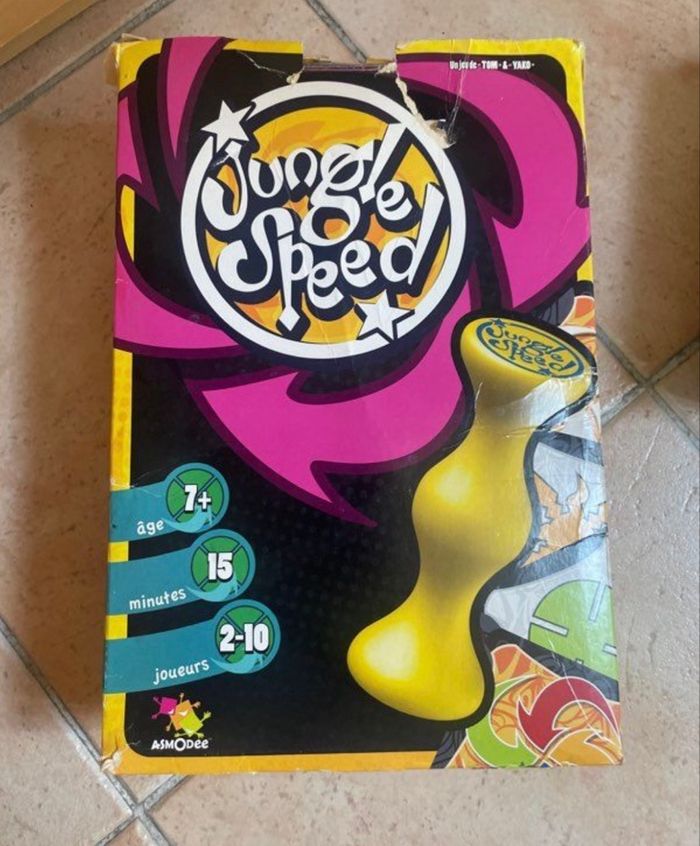 Un jeu de - TOM - & - YAKO -
Jungle
Speed
Jungle
Speed
7+
âge
15
minutes
2-10
joueurs
ASMODee